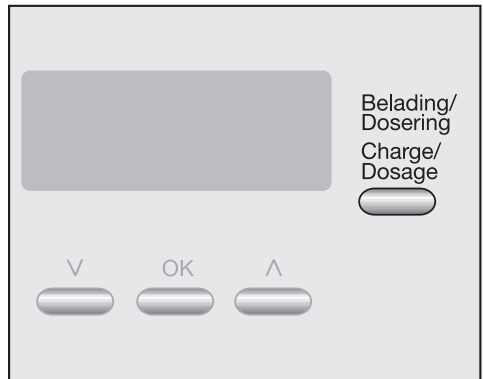 Belading/
Dosering
Charge/
Dosage
∨ OK ∧